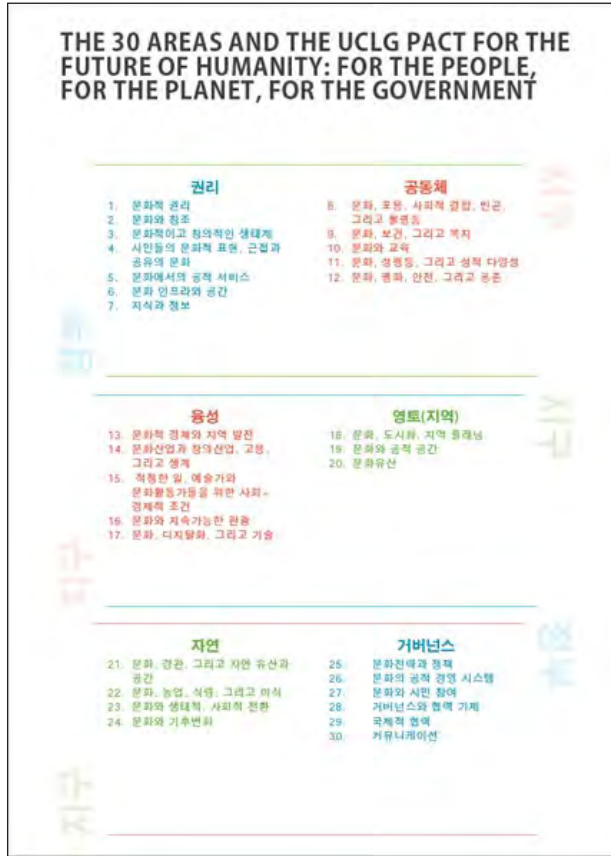 THE 30 AREAS AND THE UCLG PACT FOR THE
FUTURE OF HUMANITY: FOR THE PEOPLE,
FOR THE PLANET, FOR THE GOVERNMENT
권리
1. 문화적 권리
2. 문화와 창조
3. 문화적이고 창의적인 생태계
4. 시민들의 문화적 표현, 근접과
공유의 문화
5. 문화에서의 공적 서비스
6. 문화 인프라와 공간
7. 지식과 정보
공동체
8. 문화, 포용, 사회적 결합, 빈곤,
그리고 불평등
9. 문화, 보건, 그리고 복지
10. 문화와 교육
11. 문화, 성평등, 그리고 성적 다양성
12. 문화, 평화, 안전, 그리고 공존
융성
13. 문화적 경제와 지역 발전
14. 문화산업과 창의산업, 고용,
그리고 생계
15. 적정한 일, 예술가와
문화활동가들을 위한 사회-
경제적 조건
16. 문화와 지속가능한 관광
17. 문화, 디지탈화, 그리고 기술
영토(지역)
18. 문화, 도시화, 지역 플래닝
19. 문화와 공적 공간
20. 문화유산
자연
21. 문화, 경관, 그리고 자연 유산과
공간
22. 문화, 농업, 식량, 그리고 미식
23. 문화와 생태적, 사회적 전환
24. 문화와 기후변화
거버넌스
25. 문화전략과 정책
26. 문화의 공적 경영 시스템
27. 문화와 시민 참여
28. 거버넌스와 협력 기제
29. 국제적 협력
30. 커뮤니케이션